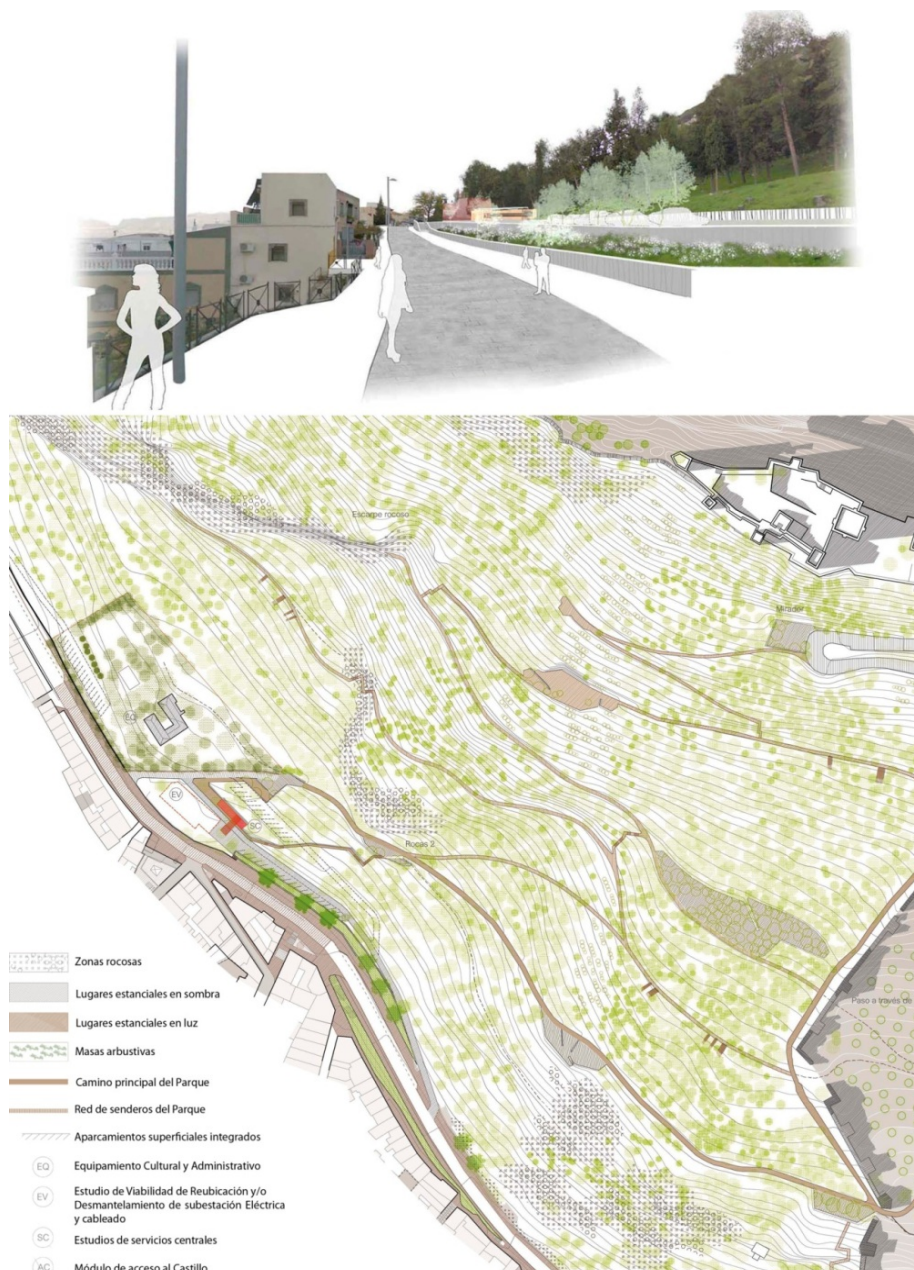 Escarpe rocoso
Mirador
EQ
EV
SC
Rocas 2
Paso a través de
Zonas rocosas
Lugares estanciales en sombra
Lugares estanciales en luz
Masas arbustivas
Camino principal del Parque
Red de senderos del Parque
Aparcamientos superficiales integrados
EQ Equipamiento Cultural y Administrativo
EV Estudio de Viabilidad de Reubicación y/o
Desmantelamiento de subestación Eléctrica
y cableado
SC Estudios de servicios centrales
AC Módulo de acceso al Castillo